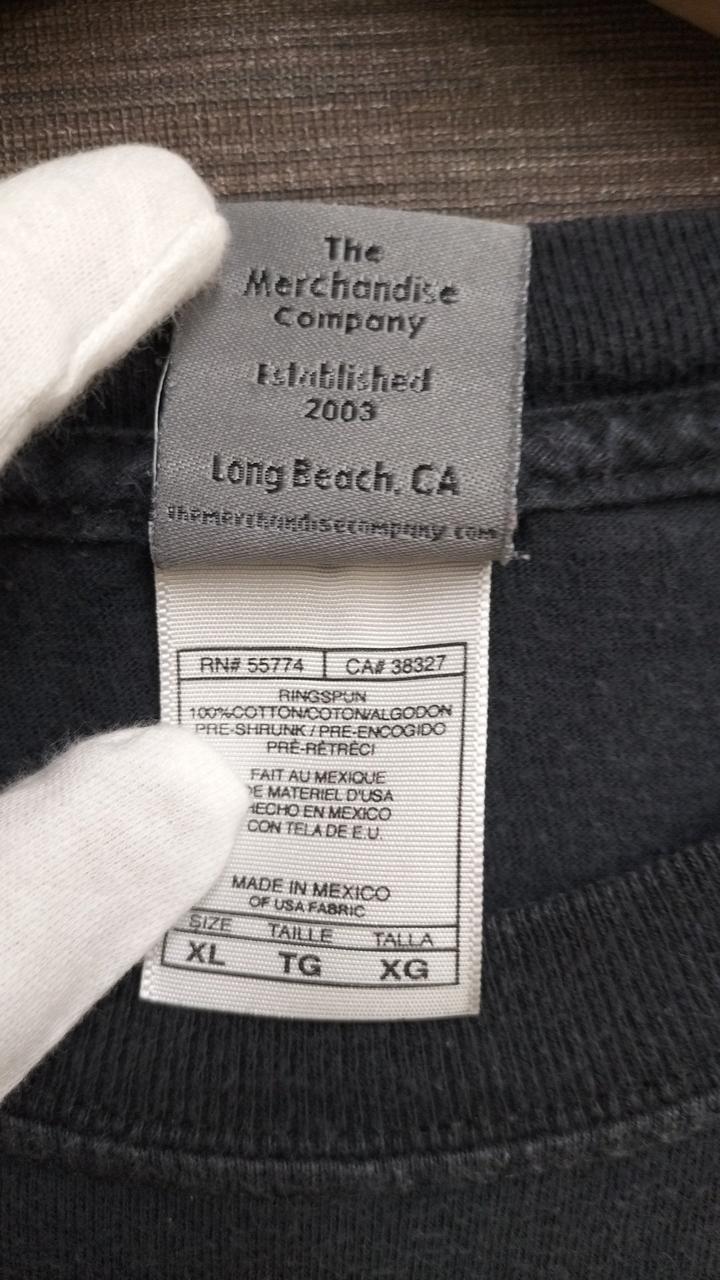 The
Merchandise
Company
Established
2003
Long Beach, CA
themerchandisecompany.com
RN# 55774 CA# 38327
RINGSPUN
100%COTTON/COTON/ALGODON
PRE-SHRUNK / PRE-ENCOGIDO
PRÉ-RÉTRÉCI
FAIT AU MEXIQUE
DE MATERIEL D'USA
HECHO EN MEXICO
CON TELA DE E.U.
MADE IN MEXICO
OF USA FABRIC
SIZE TAILLE TALLA
XL TG XG